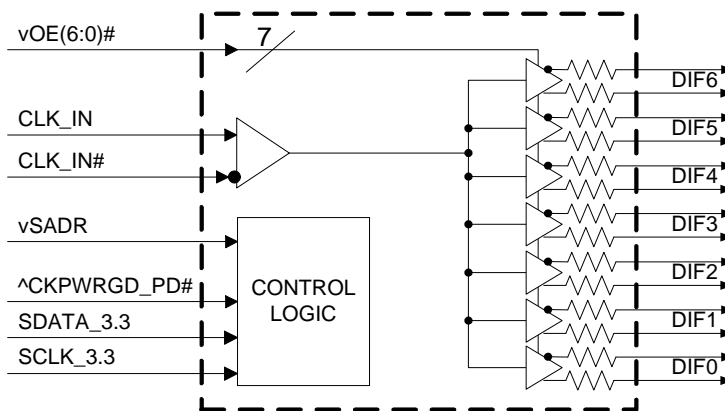 vOE(6:0)#
7
DIF6
CLK_IN
DIF5
CLK_IN#
DIF4
vSADR
DIF3
^CKPWRGD_PD#
CONTROL
LOGIC
DIF2
SDATA_3.3
DIF1
SCLK_3.3
DIF0